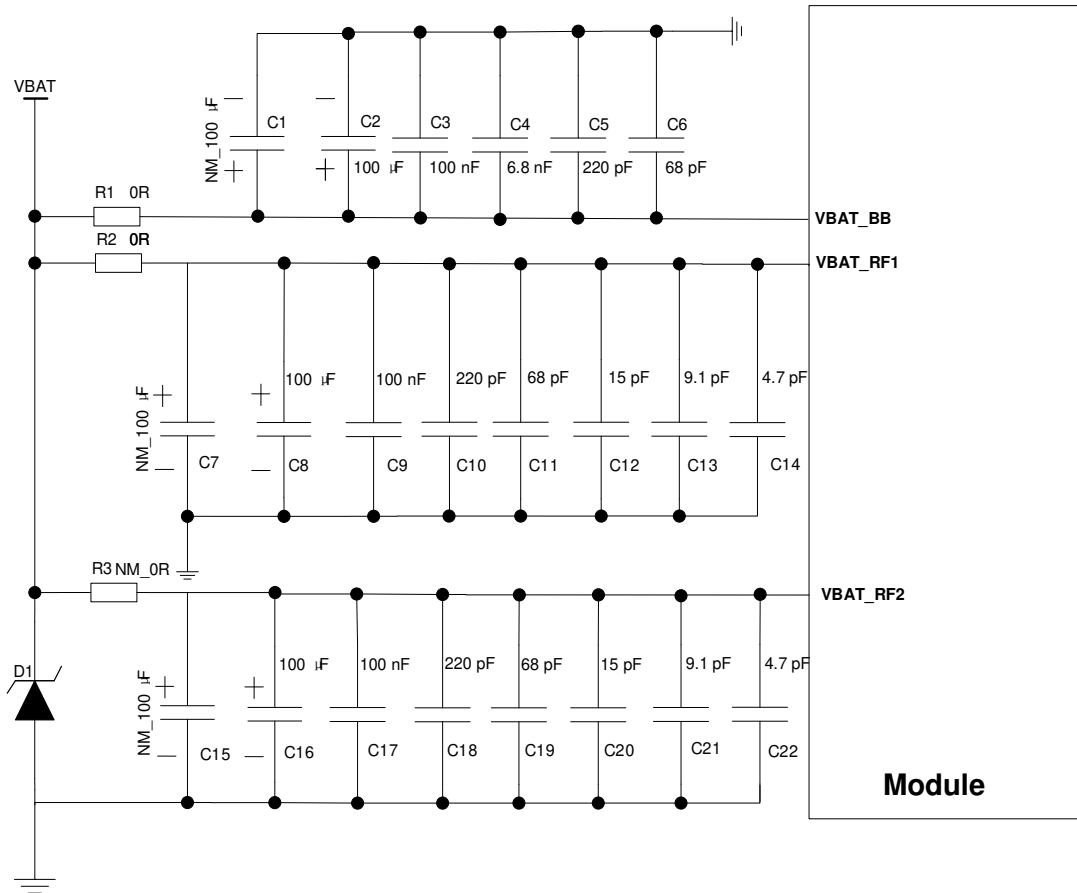 VBAT
NM_100 µF
C1
C2
C3
C4
C5
C6
100 µF
100 nF
6.8 nF
220 pF
68 pF
R1 0R
VBAT_BB
R2 0R
VBAT_RF1
100 µF
100 nF
220 pF
68 pF
15 pF
9.1 pF
4.7 pF
NM_100 µF
C7
C8
C9
C10
C11
C12
C13
C14
R3 NM_0R
VBAT_RF2
D1
100 µF
100 nF
220 pF
68 pF
15 pF
9.1 pF
4.7 pF
NM_100 µF
C15
C16
C17
C18
C19
C20
C21
C22
Module